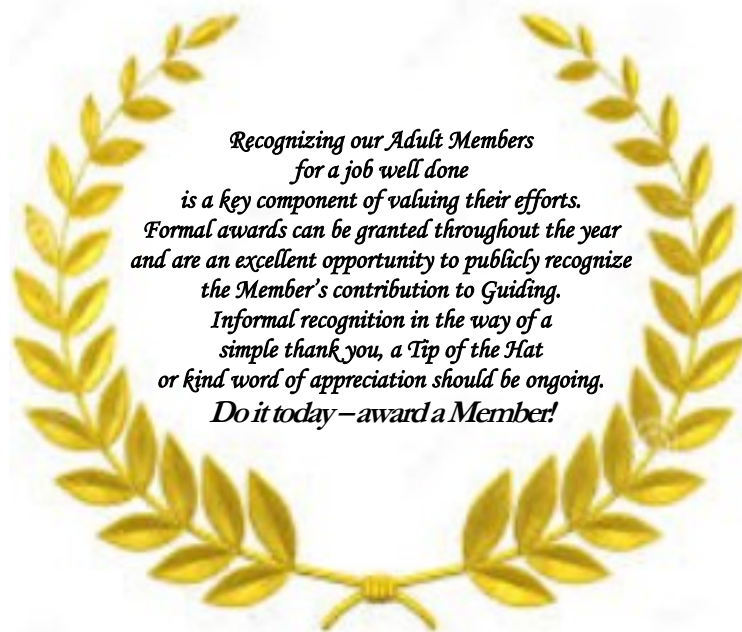 Recognizing our Adult Members
for a job well done
is a key component of valuing their efforts.
Formal awards can be granted throughout the year
and are an excellent opportunity to publicly recognize
the Member’s contribution to Guiding.
Informal recognition in the way of a
simple thank you, a Tip of the Hat
or kind word of appreciation should be ongoing.
Do it today – award a Member!